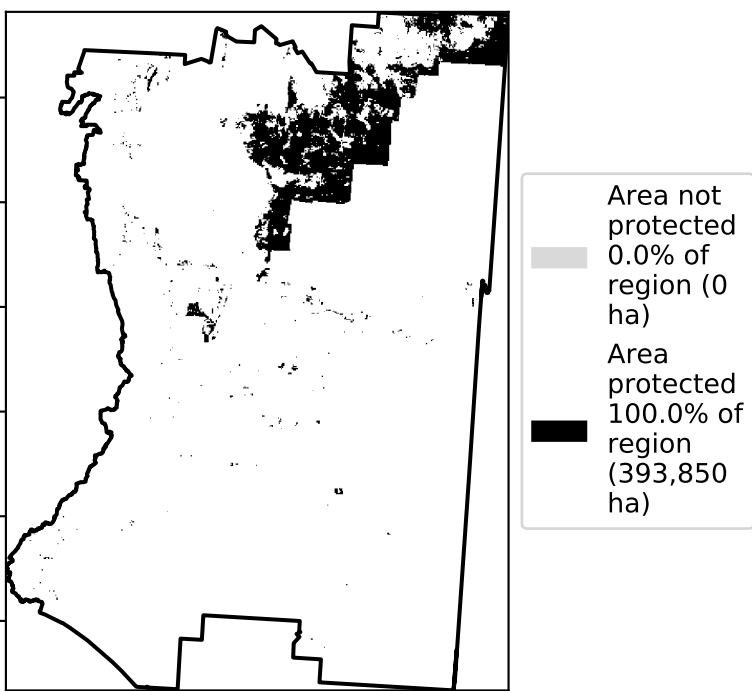 Area not
protected
0.0% of
region (0
ha)
Area
protected
100.0% of
region
(393,850
ha)